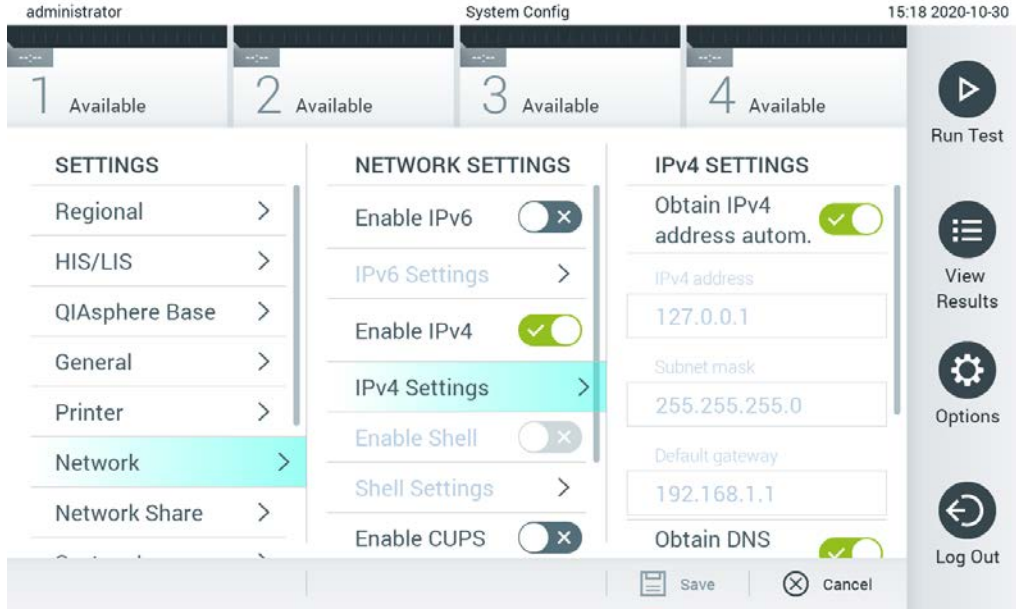 administrator System Config 15:18 2020-10-30
--:-- --:-- --:-- --:--
1 Available 2 Available 3 Available 4 Available
Run Test
SETTINGS
Regional
HIS/LIS
QIAsphere Base
General
Printer
Network
Network Share
NETWORK SETTINGS
Enable IPv6
IPv6 Settings
Enable IPv4
IPv4 Settings
Enable Shell
Shell Settings
Enable CUPS
IPv4 SETTINGS
Obtain IPv4
address autom.
IPv4 address
127.0.0.1
Subnet mask
255.255.255.0
Default gateway
192.168.1.1
Obtain DNS
View
Results
Options
Log Out
Save Cancel